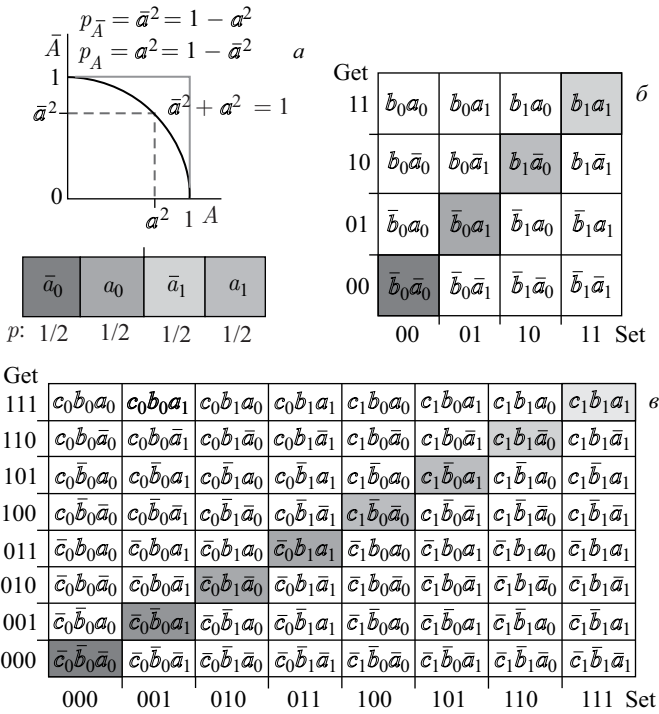 p_Ā = ā² = 1 − a²
Ā p_A = a² = 1 − ā² а
1
ā² ā² + a² = 1
0
a² 1 A
ā₀ a₀ ā₁ a₁
p: 1/2 1/2 1/2 1/2
Get
11 b₀a₀ b₀a₁ b₁a₀ b₁a₁ б
10 b₀ā₀ b₀ā₁ b₁ā₀ b₁ā₁
01 b̄₀a₀ b̄₀a₁ b̄₁a₀ b̄₁a₁
00 b̄₀ā₀ b̄₀ā₁ b̄₁ā₀ b̄₁ā₁
00 01 10 11 Set
Get
111 c₀b₀a₀ c₀b₀a₁ c₀b₁a₀ c₀b₁a₁ c₁b₀a₀ c₁b₀a₁ c₁b₁a₀ c₁b₁a₁ в
110 c₀b₀ā₀ c₀b₀ā₁ c₀b₁ā₀ c₀b₁ā₁ c₁b₀ā₀ c₁b₀ā₁ c₁b₁ā₀ c₁b₁ā₁
101 c₀b̄₀a₀ c₀b̄₀a₁ c₀b̄₁a₀ c₀b̄₁a₁ c₁b̄₀a₀ c₁b̄₀a₁ c₁b̄₁a₀ c₁b̄₁a₁
100 c₀b̄₀ā₀ c₀b̄₀ā₁ c₀b̄₁ā₀ c₀b̄₁ā₁ c₁b̄₀ā₀ c₁b̄₀ā₁ c₁b̄₁ā₀ c₁b̄₁ā₁
011 c̄₀b₀a₀ c̄₀b₀a₁ c̄₀b₁a₀ c̄₀b₁a₁ c̄₁b₀a₀ c̄₁b₀a₁ c̄₁b₁a₀ c̄₁b₁a₁
010 c̄₀b₀ā₀ c̄₀b₀ā₁ c̄₀b₁ā₀ c̄₀b₁ā₁ c̄₁b₀ā₀ c̄₁b₀ā₁ c̄₁b₁ā₀ c̄₁b₁ā₁
001 c̄₀b̄₀a₀ c̄₀b̄₀a₁ c̄₀b̄₁a₀ c̄₀b̄₁a₁ c̄₁b̄₀a₀ c̄₁b̄₀a₁ c̄₁b̄₁a₀ c̄₁b̄₁a₁
000 c̄₀b̄₀ā₀ c̄₀b̄₀ā₁ c̄₀b̄₁ā₀ c̄₀b̄₁ā₁ c̄₁b̄₀ā₀ c̄₁b̄₀ā₁ c̄₁b̄₁ā₀ c̄₁b̄₁ā₁
000 001 010 011 100 101 110 111 Set